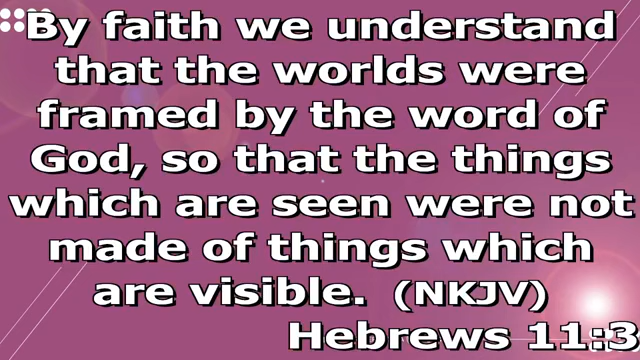 By faith we understand
that the worlds were
framed by the word of
God, so that the things
which are seen were not
made of things which
are visible. (NKJV)
Hebrews 11:3